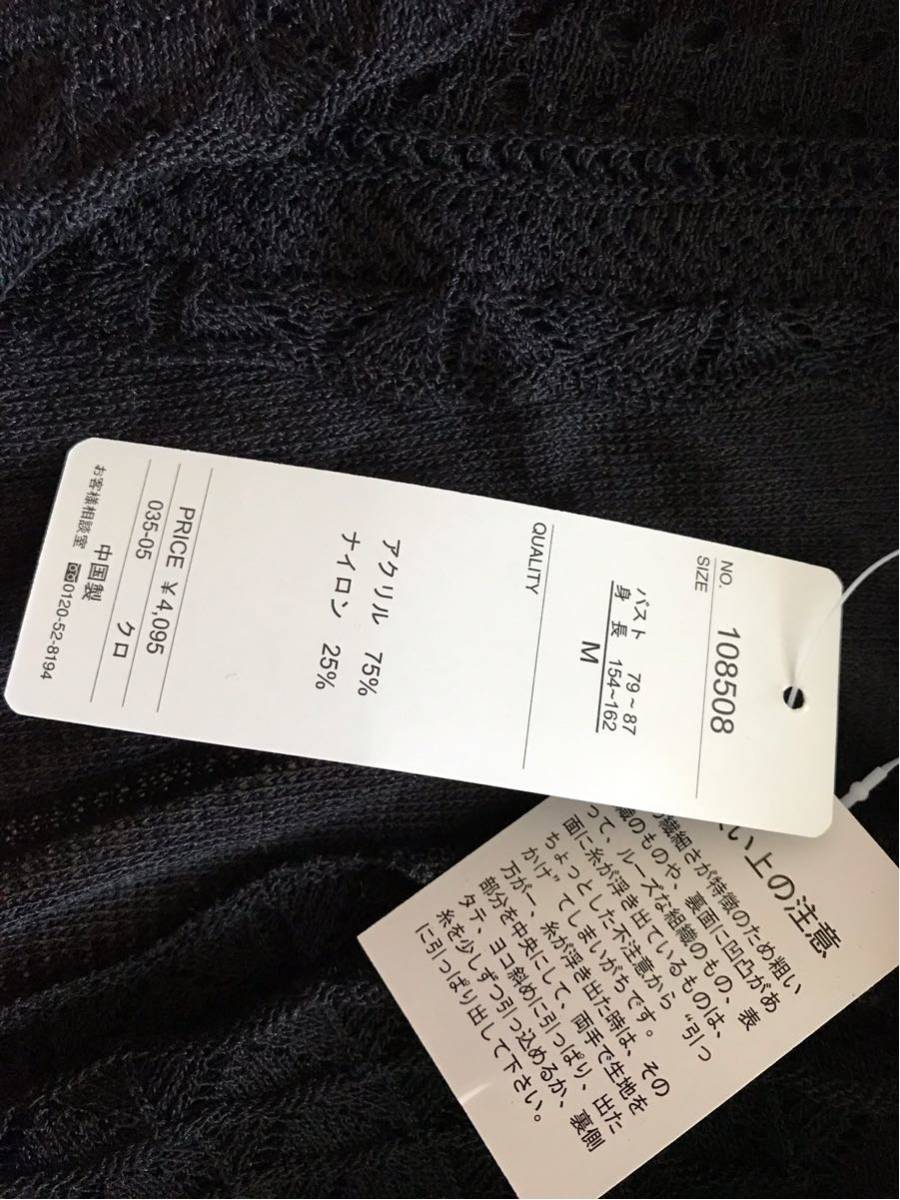 NO. 108508
SIZE
バスト 79~87
身長 154~162
M
QUALITY
アクリル 75%
ナイロン 25%
PRICE ¥4,095
035-05 クロ
中国製
お客様相談室 0120-52-8194
い上の注意
繊細さが特徴のため粗い
のものや、裏面に凹凸があ
って、ルーズな組織のもの、表
面に糸が浮き出ているものは、
ちょっとした不注意から“引っ
かけ”てしまいがちです。
万が一、糸が浮き出た時は、その
部分を中央にして、両手で生地を
タテ、ヨコ斜めに引っぱり、出た
糸を少しずつ引っ込めるか、裏側
に引っぱり出して下さい。